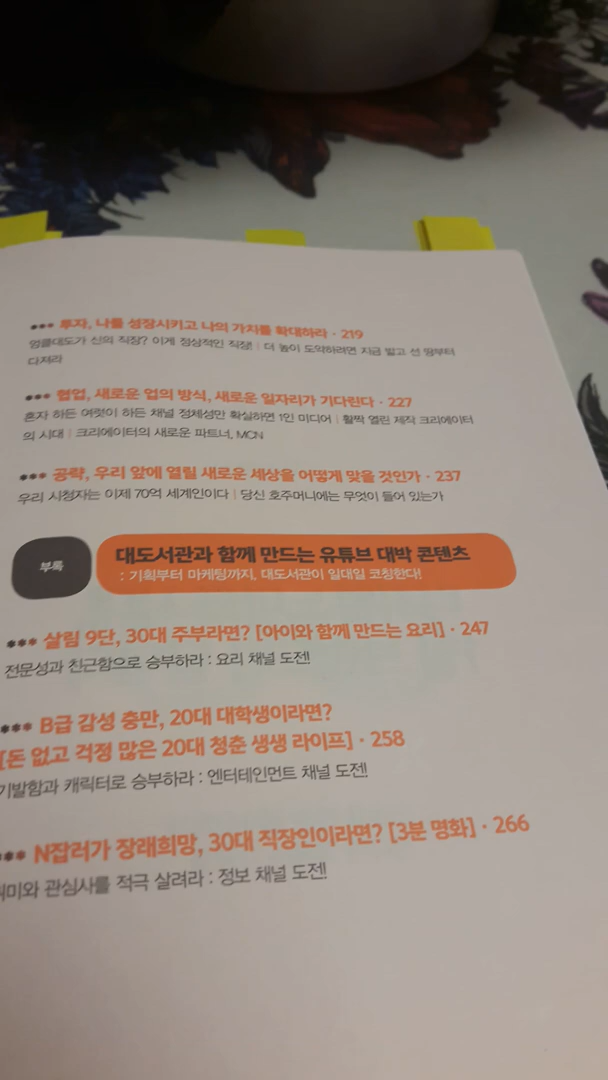 *** 투자, 나를 성장시키고 나의 가치를 확대하라 · 219
엉클대도가 신의 직장? 이게 정상적인 직장! | 더 높이 도약하려면 지금 밟고 선 땅부터
다져라
*** 협업, 새로운 업의 방식, 새로운 일자리가 기다린다 · 227
혼자 하든 여럿이 하든 채널 정체성만 확실하면 1인 미디어 | 활짝 열린 제작 크리에이터
의 시대 | 크리에이터의 새로운 파트너, MCN
*** 공략, 우리 앞에 열릴 새로운 세상을 어떻게 맞을 것인가 · 237
우리 시청자는 이제 70억 세계인이다 | 당신 호주머니에는 무엇이 들어 있는가
부록
대도서관과 함께 만드는 유튜브 대박 콘텐츠
: 기획부터 마케팅까지, 대도서관이 일대일 코칭한다!
*** 살림 9단, 30대 주부라면? [아이와 함께 만드는 요리] · 247
전문성과 친근함으로 승부하라 : 요리 채널 도전!
*** B급 감성 충만, 20대 대학생이라면?
[돈 없고 걱정 많은 20대 청춘 생생 라이프] · 258
기발함과 캐릭터로 승부하라 : 엔터테인먼트 채널 도전!
*** N잡러가 장래희망, 30대 직장인이라면? [3분 명화] · 266
취미와 관심사를 적극 살려라 : 정보 채널 도전!